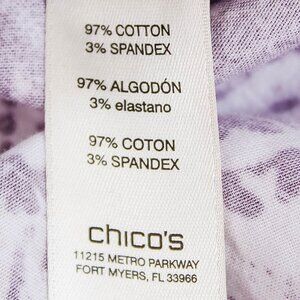 97% COTTON
3% SPANDEX
97% ALGODÓN
3% elastano
97% COTON
3% SPANDEX
chico's
11215 METRO PARKWAY
FORT MYERS, FL 33966